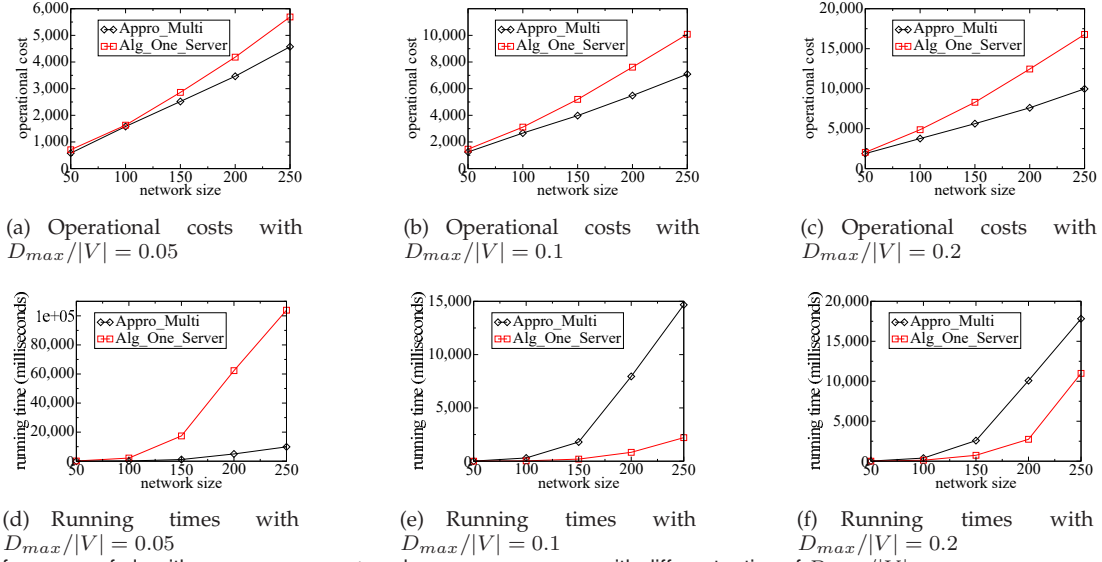 6,000
5,000
4,000
3,000
2,000
1,000
0
operational cost
Appro_Multi
Alg_One_Server
50 100 150 200 250
network size
(a) Operational costs with
D_max/|V| = 0.05
10,000
5,000
0
operational cost
Appro_Multi
Alg_One_Server
50 100 150 200 250
network size
(b) Operational costs with
D_max/|V| = 0.1
20,000
15,000
10,000
5,000
0
operational cost
Appro_Multi
Alg_One_Server
50 100 150 200 250
network size
(c) Operational costs with
D_max/|V| = 0.2
1e+05
80,000
60,000
40,000
20,000
0
running time (milliseconds)
Appro_Multi
Alg_One_Server
50 100 150 200 250
network size
(d) Running times with
D_max/|V| = 0.05
15,000
10,000
5,000
0
running time (milliseconds)
Appro_Multi
Alg_One_Server
50 100 150 200 250
network size
(e) Running times with
D_max/|V| = 0.1
20,000
15,000
10,000
5,000
0
running time (milliseconds)
Appro_Multi
Alg_One_Server
50 100 150 200 250
network size
(f) Running times with
D_max/|V| = 0.2